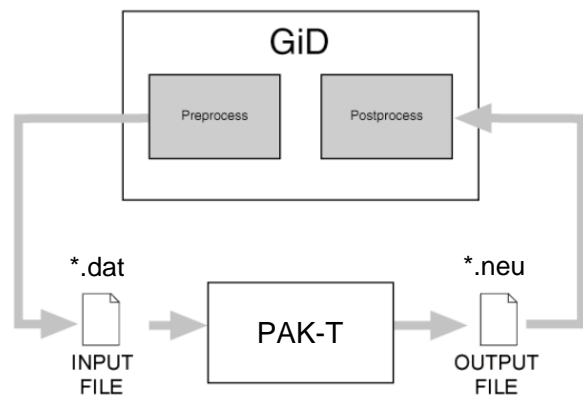 GiD
Preprocess
Postprocess
*.dat
*.neu
PAK-T
INPUT
FILE
OUTPUT
FILE